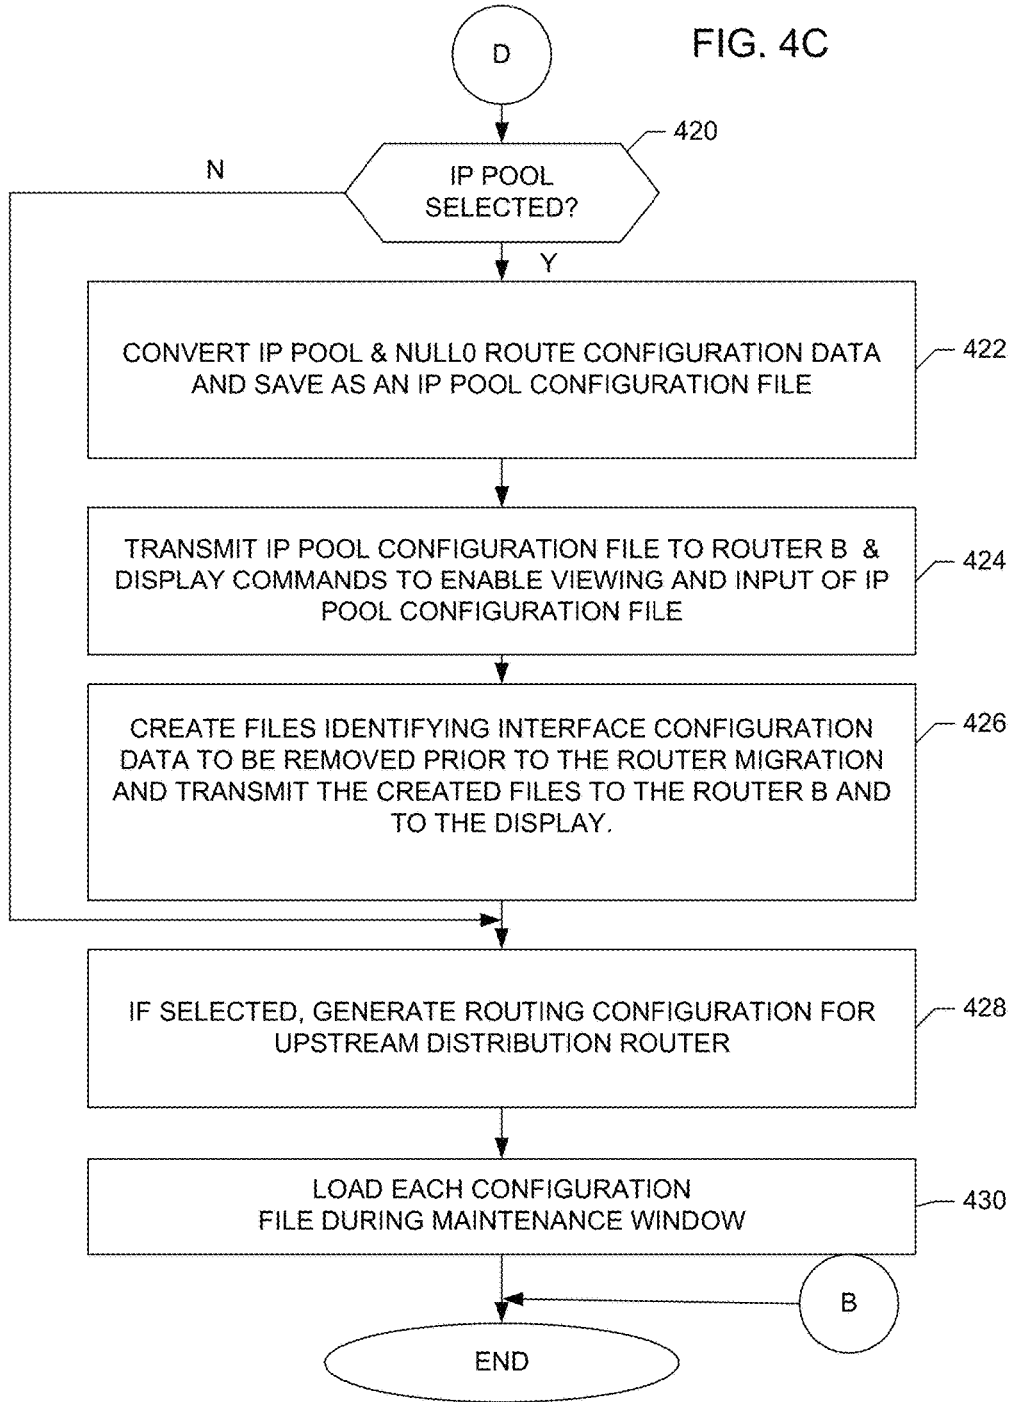 FIG. 4C
D
420
IP POOL
SELECTED?
N
Y
CONVERT IP POOL & NULL0 ROUTE CONFIGURATION DATA
AND SAVE AS AN IP POOL CONFIGURATION FILE
422
TRANSMIT IP POOL CONFIGURATION FILE TO ROUTER B &
DISPLAY COMMANDS TO ENABLE VIEWING AND INPUT OF IP
POOL CONFIGURATION FILE
424
CREATE FILES IDENTIFYING INTERFACE CONFIGURATION
DATA TO BE REMOVED PRIOR TO THE ROUTER MIGRATION
AND TRANSMIT THE CREATED FILES TO THE ROUTER B AND
TO THE DISPLAY.
426
IF SELECTED, GENERATE ROUTING CONFIGURATION FOR
UPSTREAM DISTRIBUTION ROUTER
428
LOAD EACH CONFIGURATION
FILE DURING MAINTENANCE WINDOW
430
B
END